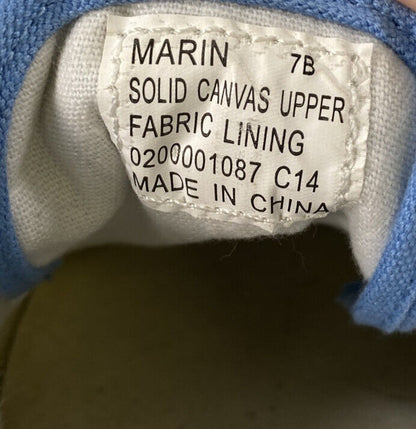 MARIN 7B
SOLID CANVAS UPPER
FABRIC LINING
0200001087 C14
MADE IN CHINA